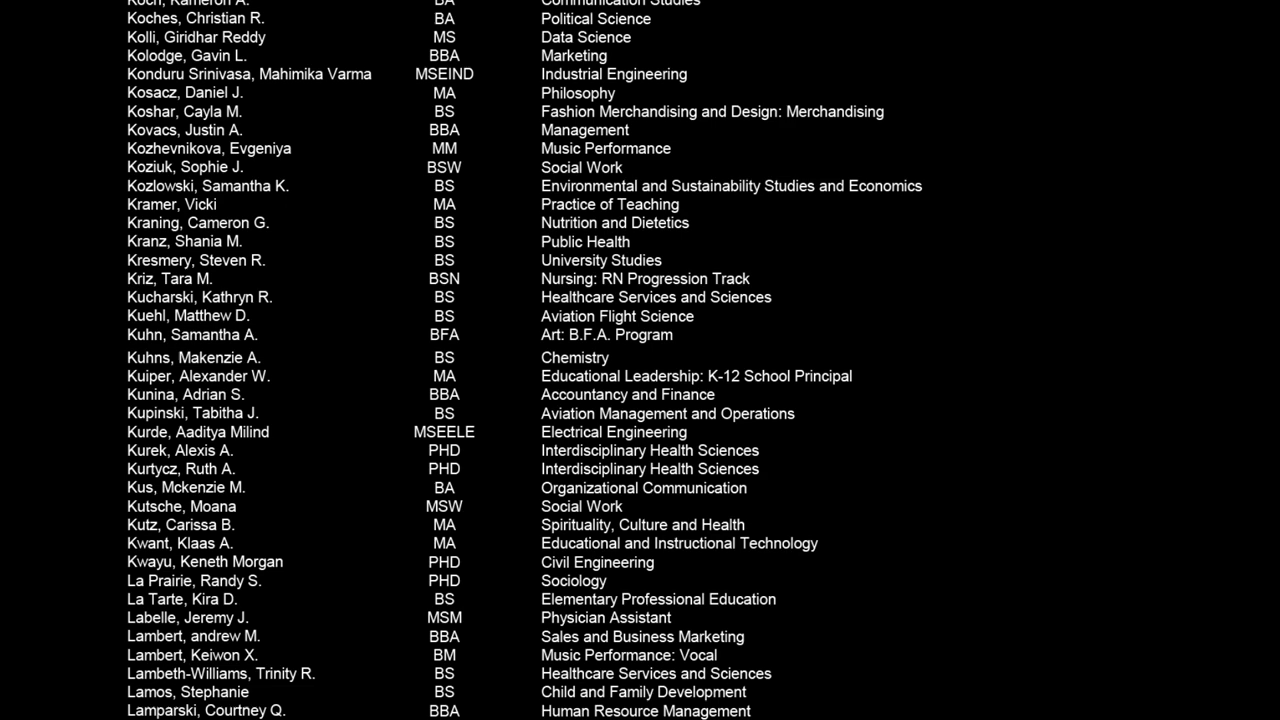 Koch, Kameron A. BA Communication Studies
Koches, Christian R. BA Political Science
Kolli, Giridhar Reddy MS Data Science
Kolodge, Gavin L. BBA Marketing
Konduru Srinivasa, Mahimika Varma MSEIND Industrial Engineering
Kosacz, Daniel J. MA Philosophy
Koshar, Cayla M. BS Fashion Merchandising and Design: Merchandising
Kovacs, Justin A. BBA Management
Kozhevnikova, Evgeniya MM Music Performance
Koziuk, Sophie J. BSW Social Work
Kozlowski, Samantha K. BS Environmental and Sustainability Studies and Economics
Kramer, Vicki MA Practice of Teaching
Kraning, Cameron G. BS Nutrition and Dietetics
Kranz, Shania M. BS Public Health
Kresmery, Steven R. BS University Studies
Kriz, Tara M. BSN Nursing: RN Progression Track
Kucharski, Kathryn R. BS Healthcare Services and Sciences
Kuehl, Matthew D. BS Aviation Flight Science
Kuhn, Samantha A. BFA Art: B.F.A. Program
Kuhns, Makenzie A. BS Chemistry
Kuiper, Alexander W. MA Educational Leadership: K-12 School Principal
Kunina, Adrian S. BBA Accountancy and Finance
Kupinski, Tabitha J. BS Aviation Management and Operations
Kurde, Aaditya Milind MSEELE Electrical Engineering
Kurek, Alexis A. PHD Interdisciplinary Health Sciences
Kurtycz, Ruth A. PHD Interdisciplinary Health Sciences
Kus, Mckenzie M. BA Organizational Communication
Kutsche, Moana MSW Social Work
Kutz, Carissa B. MA Spirituality, Culture and Health
Kwant, Klaas A. MA Educational and Instructional Technology
Kwayu, Keneth Morgan PHD Civil Engineering
La Prairie, Randy S. PHD Sociology
La Tarte, Kira D. BS Elementary Professional Education
Labelle, Jeremy J. MSM Physician Assistant
Lambert, andrew M. BBA Sales and Business Marketing
Lambert, Keiwon X. BM Music Performance: Vocal
Lambeth-Williams, Trinity R. BS Healthcare Services and Sciences
Lamos, Stephanie BS Child and Family Development
Lamparski, Courtney Q. BBA Human Resource Management